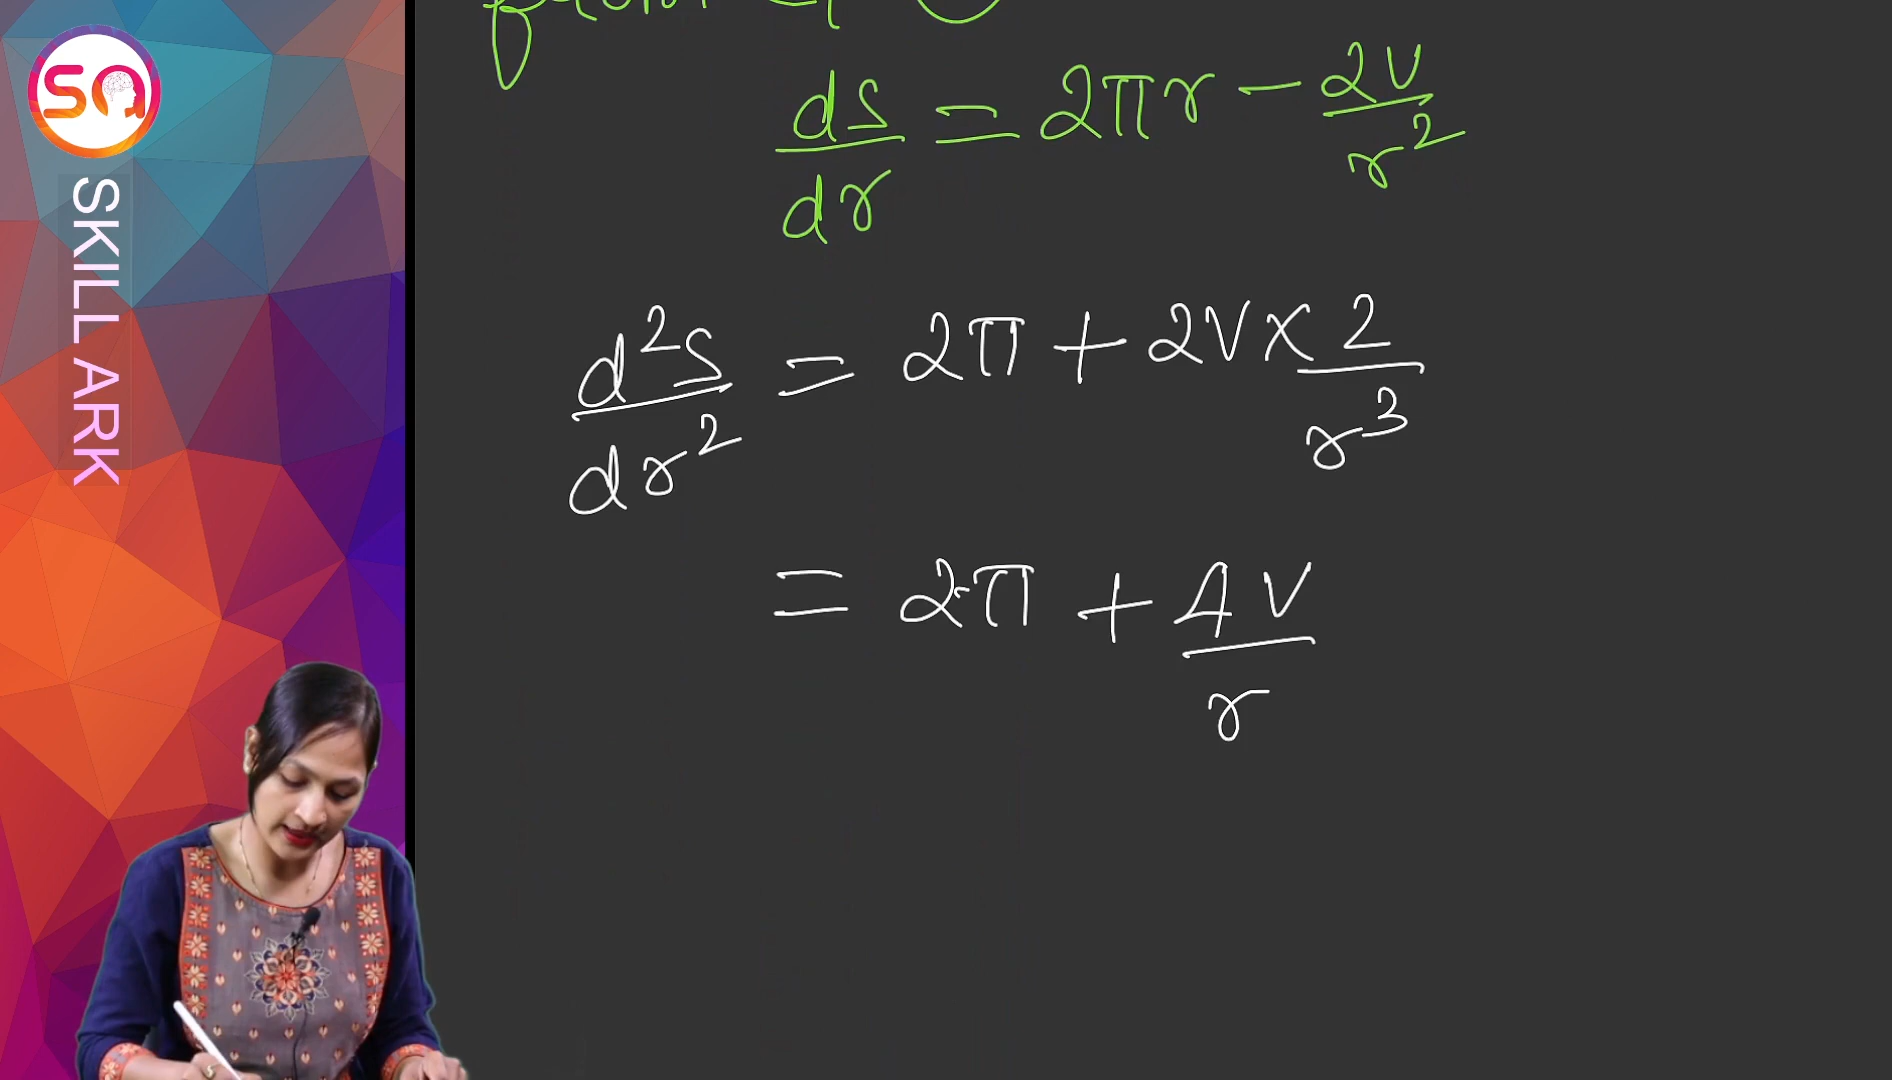 SKILL ARK
ds/dr = 2πr - 2V/r²
d²s/dr² = 2π + 2V × 2/r³
= 2π + 4V/r